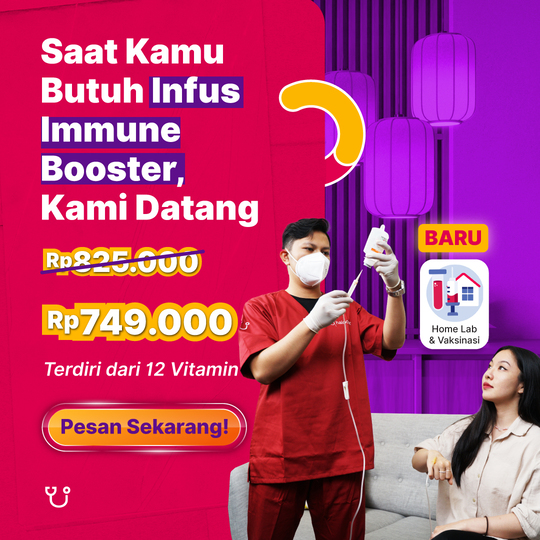 Saat Kamu
Butuh Infus
Immune
Booster,
Kami Datang
Rp825.000
Rp749.000
Terdiri dari 12 Vitamin
Pesan Sekarang!
BARU
Home Lab
& Vaksinasi